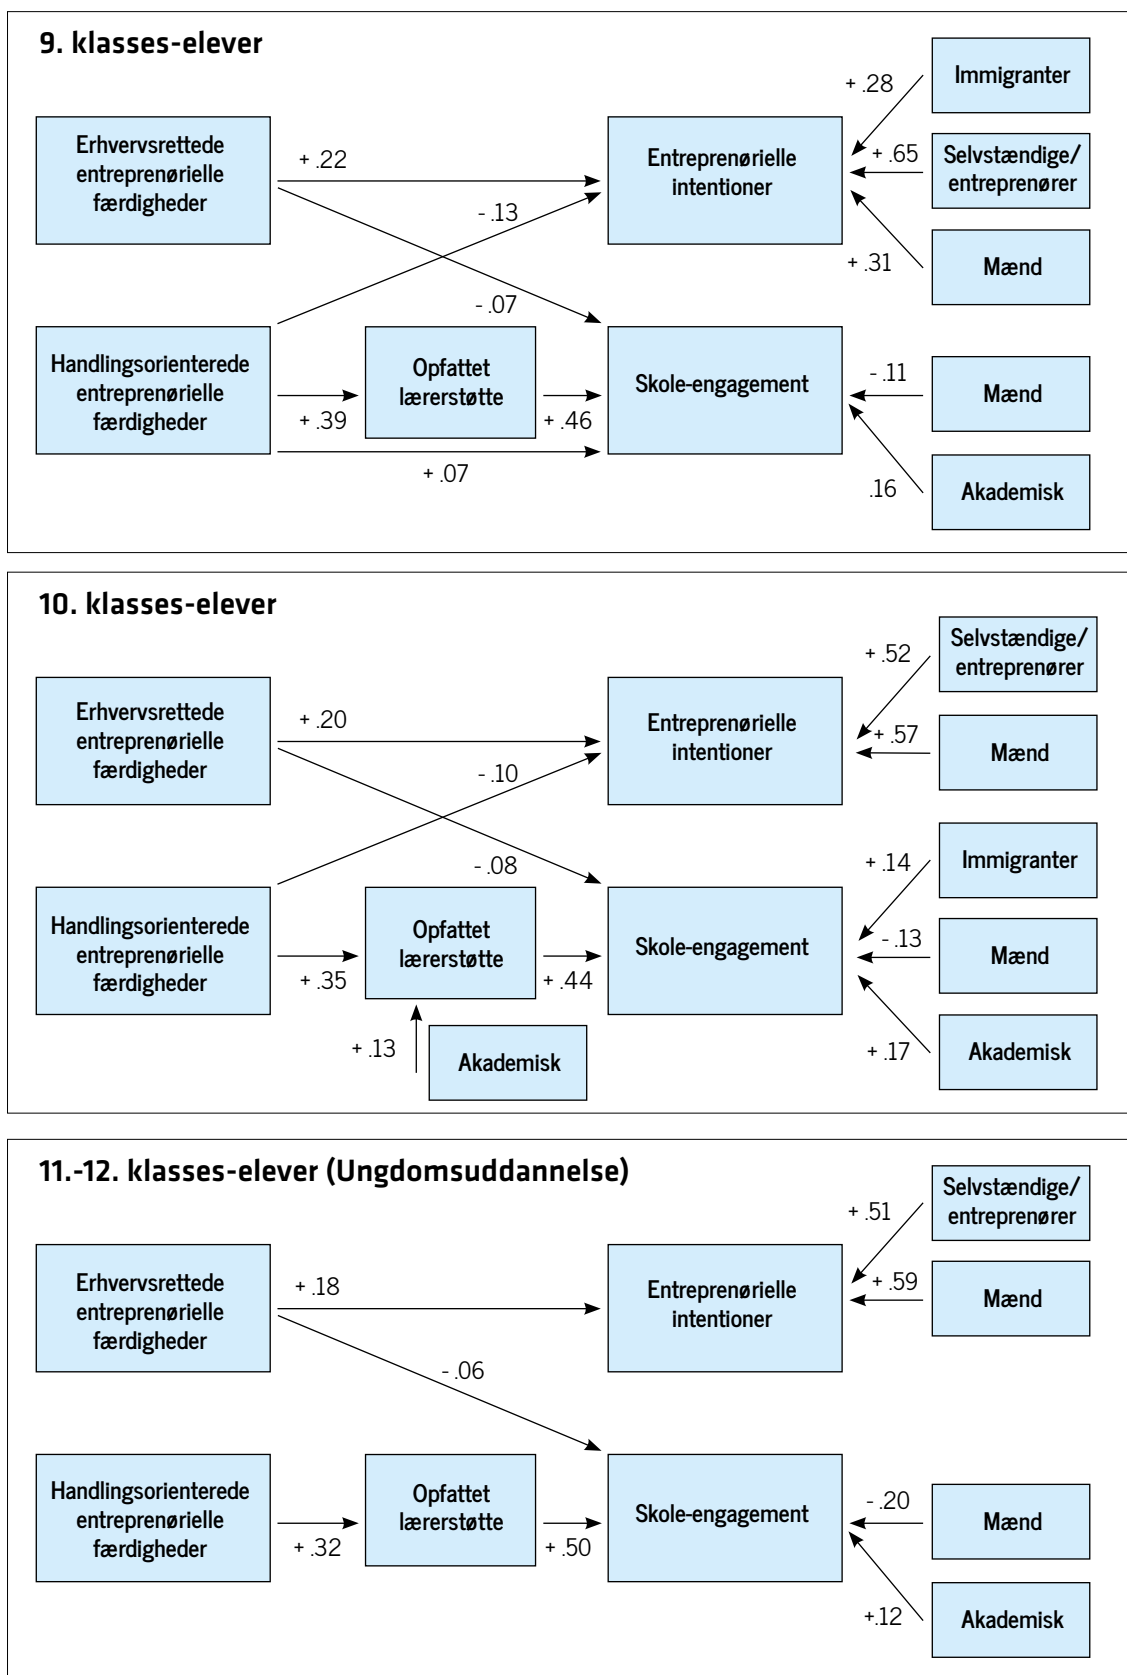 9. klasses-elever
Immigranter
+ .28
Erhvervsrettede
entreprenørielle
færdigheder
+ .22
Entreprenørielle
intentioner
+ .65
Selvstændige/
entreprenører
- .13
+ .31
Mænd
- .07
Handlingsorienterede
entreprenørielle
færdigheder
+ .39
Opfattet
lærerstøtte
+ .46
Skole-engagement
- .11
Mænd
+ .07
.16
Akademisk
10. klasses-elever
Selvstændige/
entreprenører
+ .52
Erhvervsrettede
entreprenørielle
færdigheder
+ .20
Entreprenørielle
intentioner
+ .57
Mænd
- .10
- .08
+ .14
Immigranter
Handlingsorienterede
entreprenørielle
færdigheder
+ .35
Opfattet
lærerstøtte
+ .44
Skole-engagement
- .13
Mænd
+ .13
Akademisk
+ .17
Akademisk
11.-12. klasses-elever (Ungdomsuddannelse)
Selvstændige/
entreprenører
+ .51
Erhvervsrettede
entreprenørielle
færdigheder
+ .18
Entreprenørielle
intentioner
+ .59
Mænd
- .06
Handlingsorienterede
entreprenørielle
færdigheder
+ .32
Opfattet
lærerstøtte
+ .50
Skole-engagement
- .20
Mænd
+.12
Akademisk